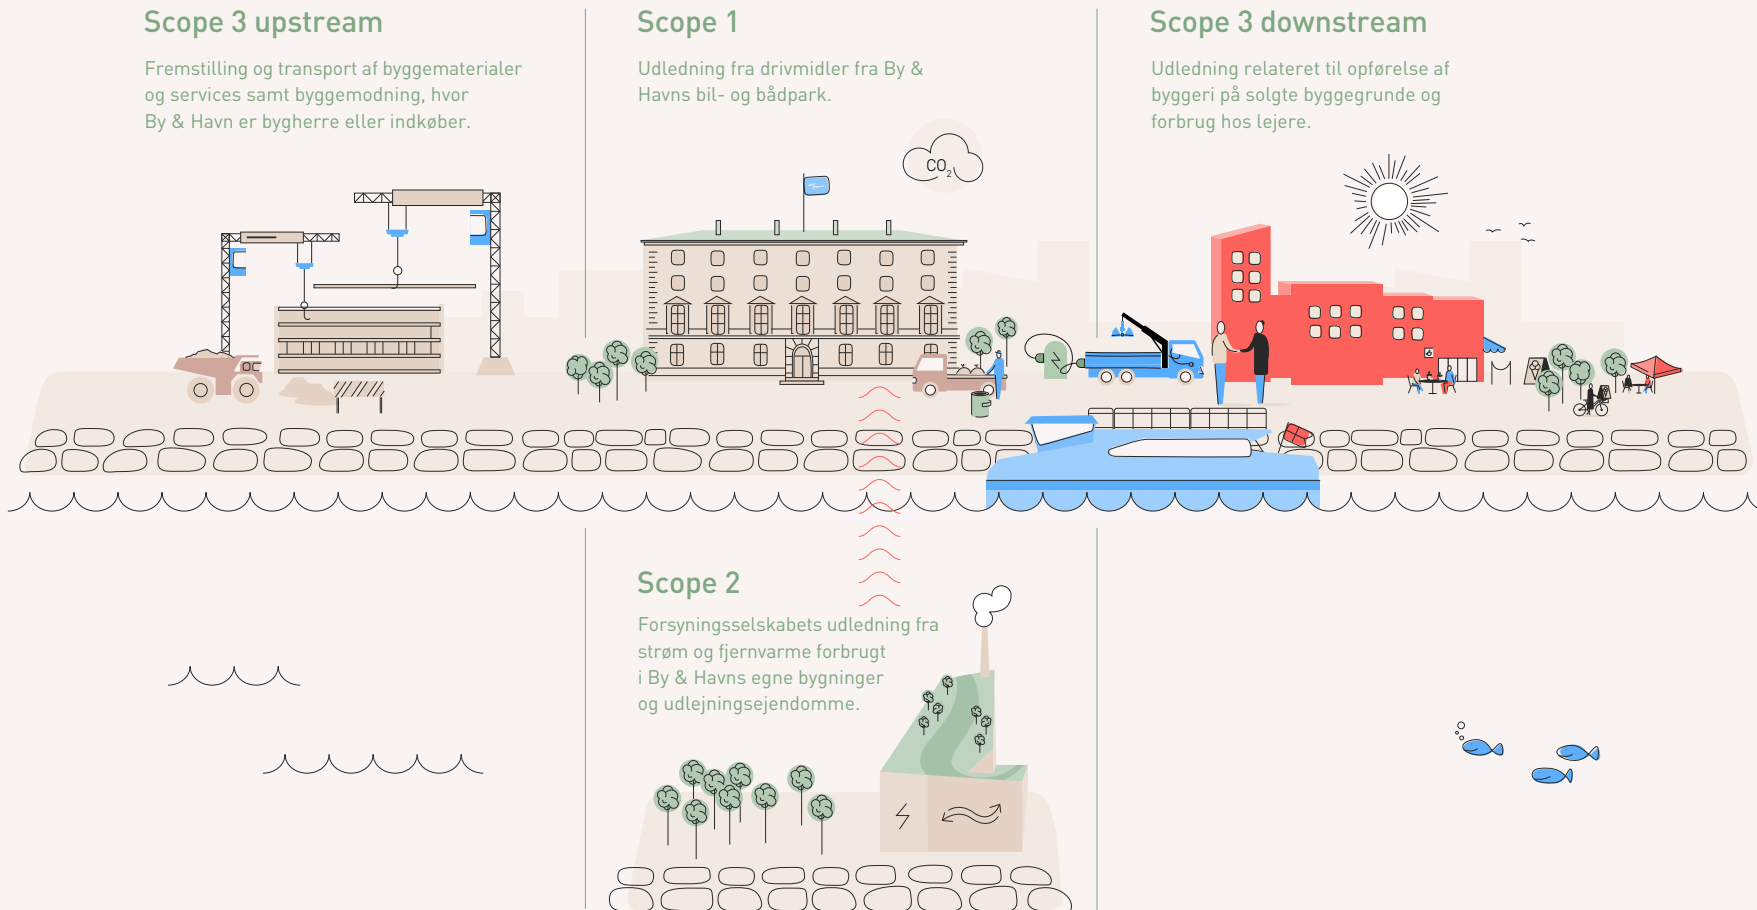 Scope 3 upstream
Fremstilling og transport af byggematerialer
og services samt byggemodning, hvor
By & Havn er bygherre eller indkøber.
Scope 1
Udledning fra drivmidler fra By &
Havns bil- og bådpark.
CO2
Scope 3 downstream
Udledning relateret til opførelse af
byggeri på solgte byggegrunde og
forbrug hos lejere.
Scope 2
Forsyningsselskabets udledning fra
strøm og fjernvarme forbrugt
i By & Havns egne bygninger
og udlejningsejendomme.